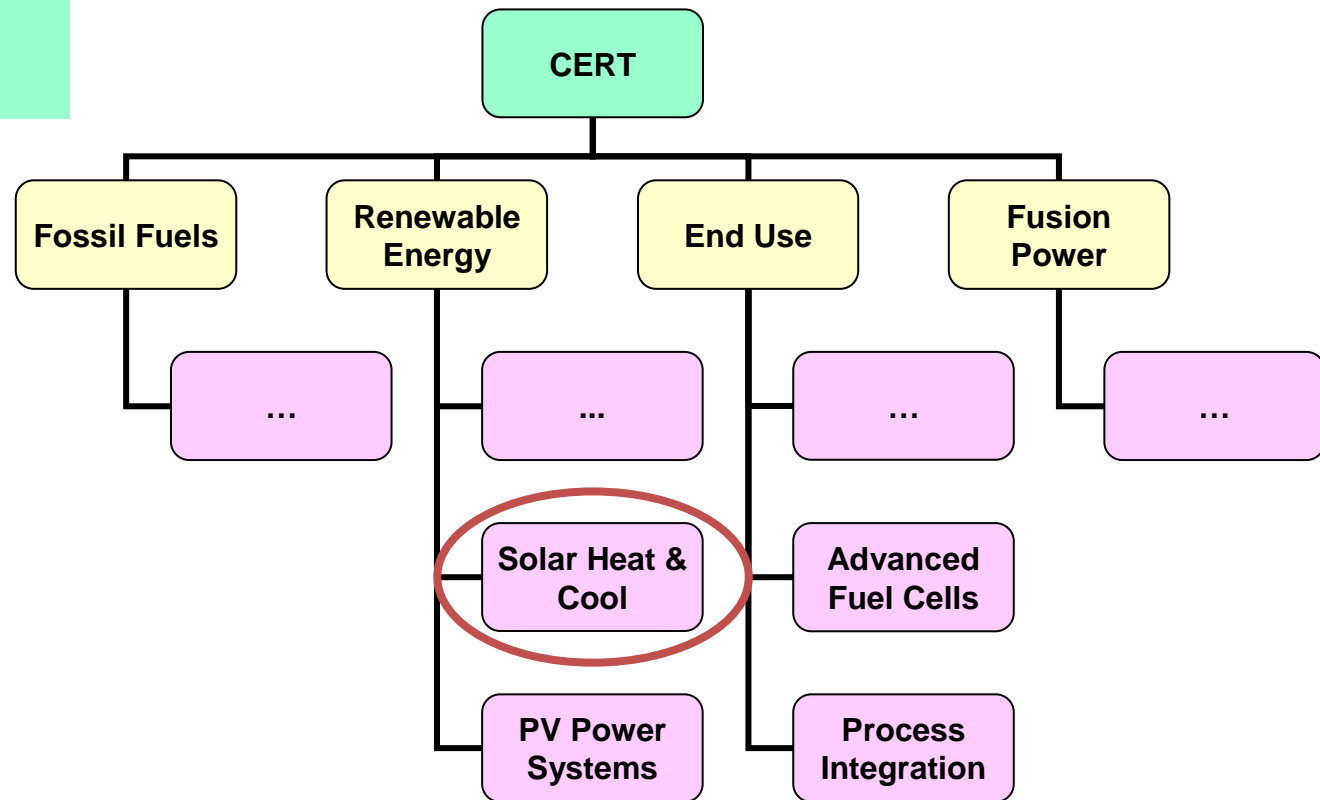 CERT
Fossil Fuels
Renewable
Energy
End Use
Fusion
Power
…
...
…
…
Solar Heat &
Cool
Advanced
Fuel Cells
PV Power
Systems
Process
Integration